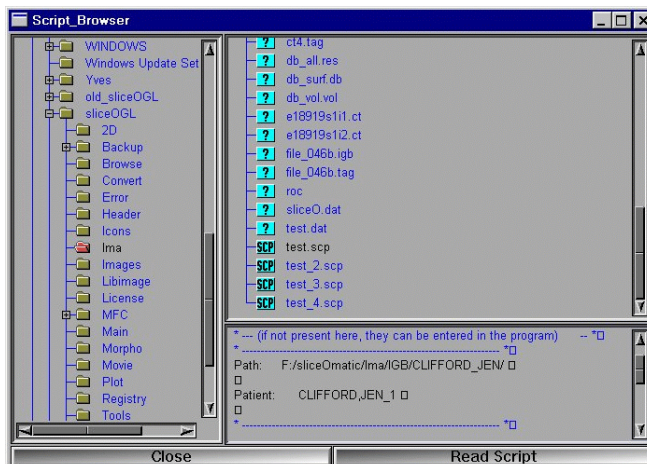 Script_Browser
WINDOWS
Windows Update Set
Yves
old_sliceOGL
sliceOGL
2D
Backup
Browse
Convert
Error
Header
Icons
Ima
Images
Libimage
License
MFC
Main
Morpho
Movie
Plot
Registry
Tools
? ct4.tag
? db_all.res
? db_surf.db
? db_vol.vol
? e18919s1i1.ct
? e18919s1i2.ct
? file_046b.igb
? file_046b.tag
? roc
? sliceO.dat
? test.dat
SCP test.scp
SCP test_2.scp
SCP test_3.scp
SCP test_4.scp
* --- (if not present here, they can be entered in the program) -- *▯
* -------------------------------------------------------------- *▯
Path: F:/sliceOmatic/Ima/IGB/CLIFFORD_JEN/ ▯
▯
Patient: CLIFFORD,JEN_1 ▯
▯
* -------------------------------------------------------------- *▯
Close
Read Script